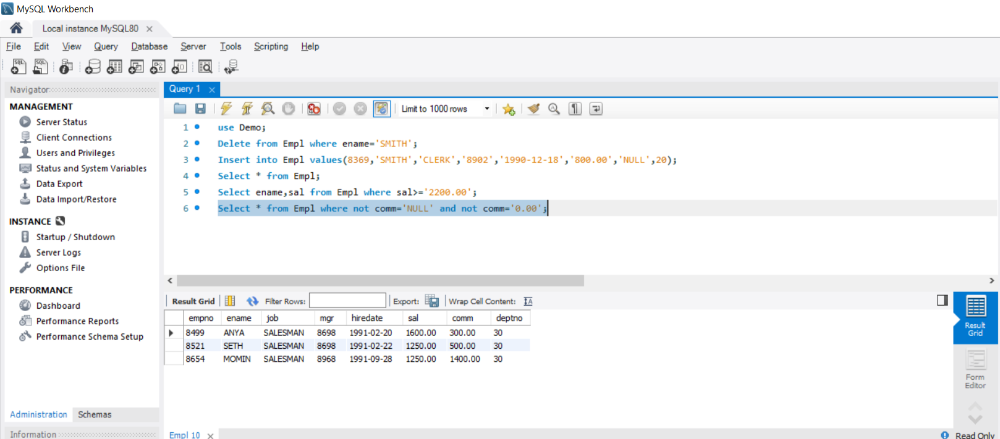 MySQL Workbench
Local instance MySQL80
File Edit View Query Database Server Tools Scripting Help
Navigator
MANAGEMENT
Server Status
Client Connections
Users and Privileges
Status and System Variables
Data Export
Data Import/Restore
INSTANCE
Startup / Shutdown
Server Logs
Options File
PERFORMANCE
Dashboard
Performance Reports
Performance Schema Setup
Administration Schemas
Information
Query 1
Limit to 1000 rows
1 use Demo;
2 Delete from Empl where ename='SMITH';
3 Insert into Empl values(8369,'SMITH','CLERK','8902','1990-12-18','800.00','NULL',20);
4 Select * from Empl;
5 Select ename,sal from Empl where sal>='2200.00';
6 Select * from Empl where not comm='NULL' and not comm='0.00';
Result Grid Filter Rows: Export: Wrap Cell Content:
empno ename job mgr hiredate sal comm deptno
8499 ANYA SALESMAN 8698 1991-02-20 1600.00 300.00 30
8521 SETH SALESMAN 8698 1991-02-22 1250.00 500.00 30
8654 MOMIN SALESMAN 8968 1991-09-28 1250.00 1400.00 30
Result
Grid
Form
Editor
Empl 10
Read Only